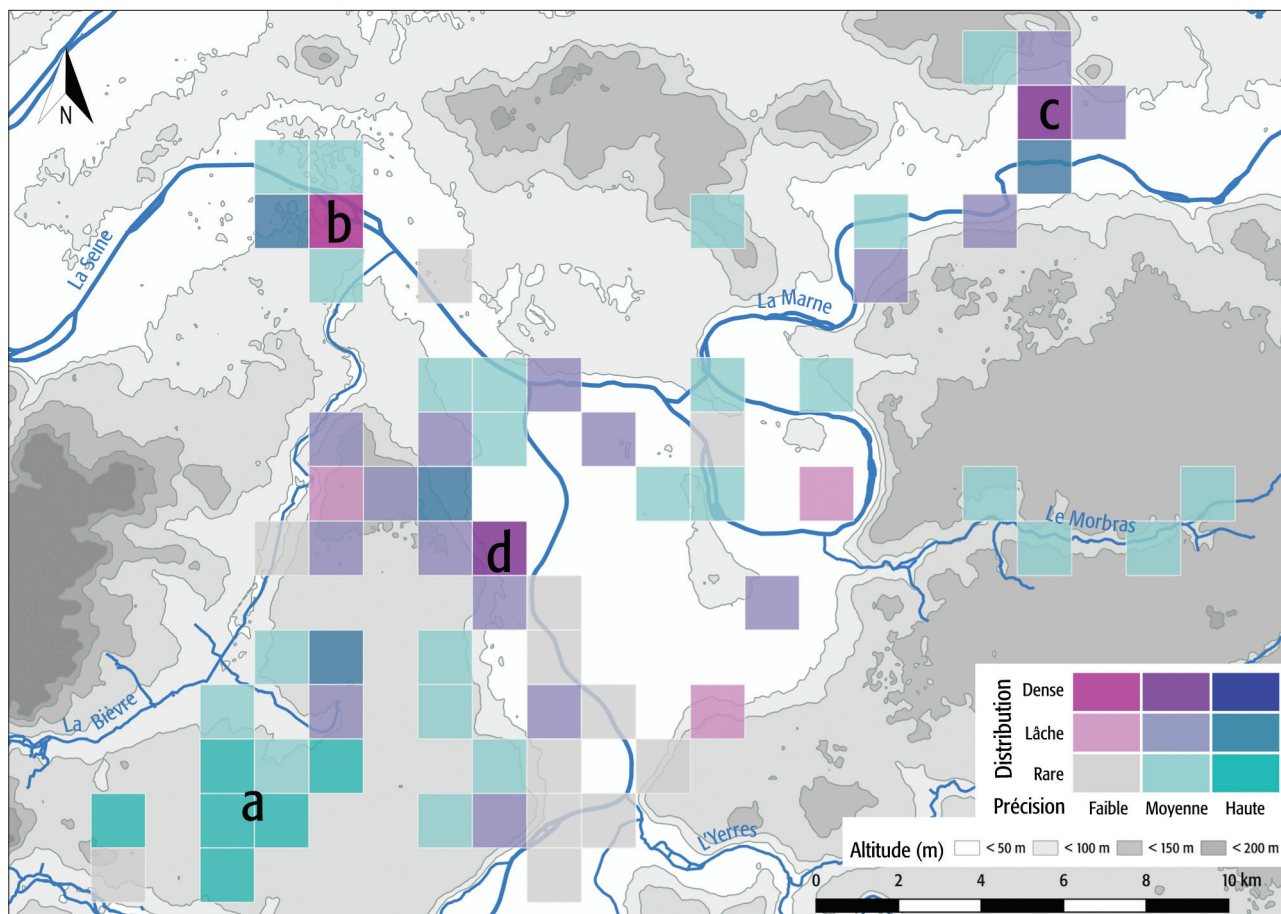 N
c
b
La Seine
La Marne
d
Le Morbras
La Bièvre
a
L'Yerres
Distribution
Dense
Lâche
Rare
Précision Faible Moyenne Haute
Altitude (m) < 50 m < 100 m < 150 m < 200 m
0 2 4 6 8 10 km